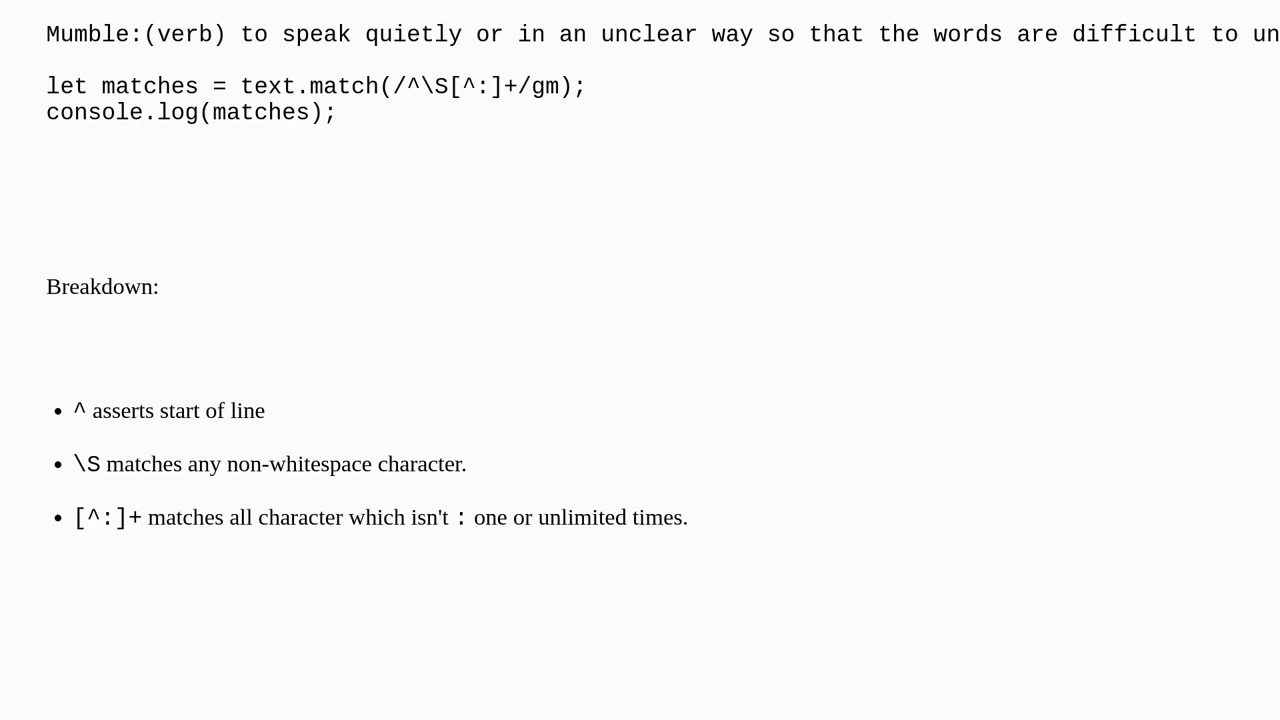 Mumble:(verb) to speak quietly or in an unclear way so that the words are difficult to
let matches = text.match(/^\S[^:]+/gm);
console.log(matches);
Breakdown:
• ^ asserts start of line
• \S matches any non-whitespace character.
• [^:]+ matches all character which isn't : one or unlimited times.